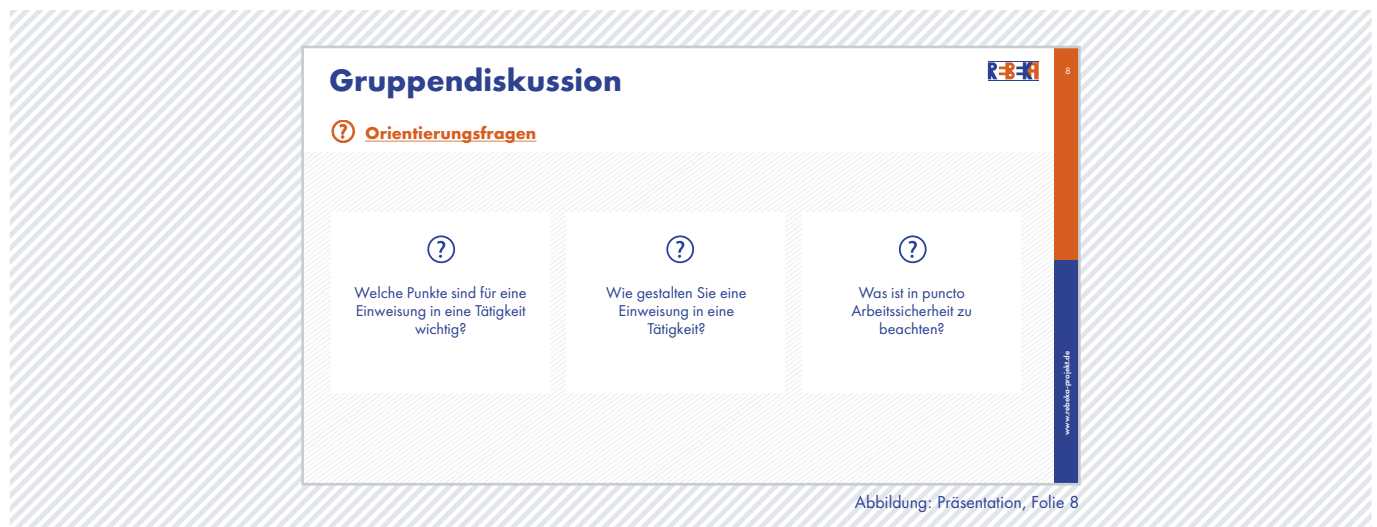 Gruppendiskussion
REBEKA
8
Orientierungsfragen
Welche Punkte sind für eine
Einweisung in eine Tätigkeit
wichtig?
Wie gestalten Sie eine
Einweisung in eine
Tätigkeit?
Was ist in puncto
Arbeitssicherheit zu
beachten?
www.rebeka-projekt.de
Abbildung: Präsentation, Folie 8